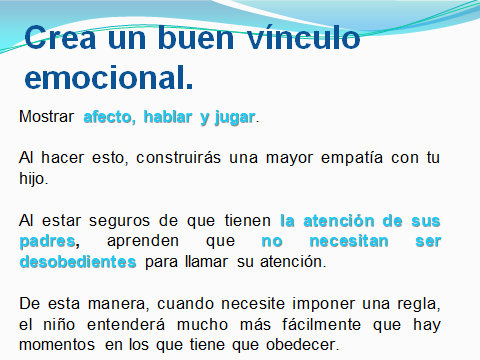 Crea un buen vínculo
emocional.
Mostrar afecto, hablar y jugar.
Al hacer esto, construirás una mayor empatía con tu
hijo.
Al estar seguros de que tienen la atención de sus
padres, aprenden que no necesitan ser
desobedientes para llamar su atención.
De esta manera, cuando necesite imponer una regla,
el niño entenderá mucho más fácilmente que hay
momentos en los que tiene que obedecer.